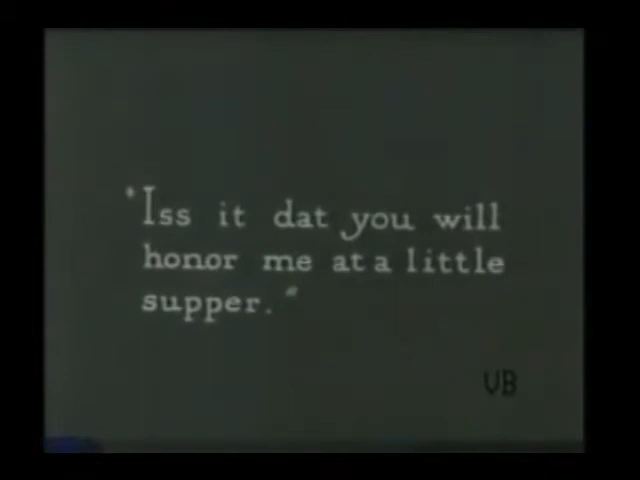 "Iss it dat you will
honor me at a little
supper."
VB